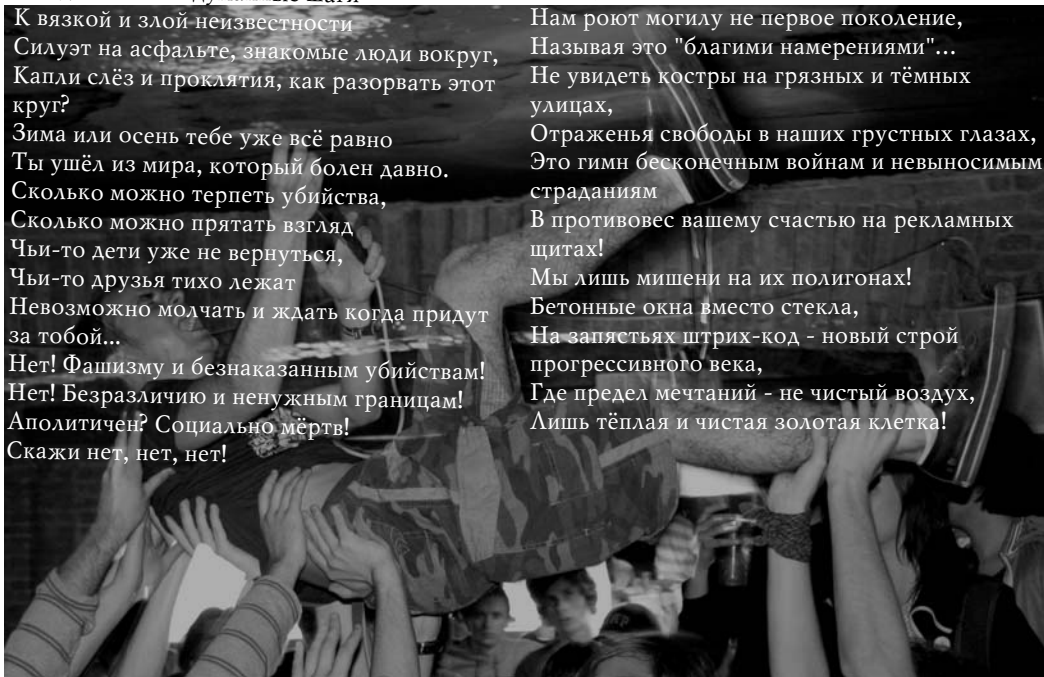 шаги
К вязкой и злой неизвестности
Силуэт на асфальте, знакомые люди вокруг,
Капли слёз и проклятия, как разорвать этот
круг?
Зима или осень тебе уже всё равно
Ты ушёл из мира, который болен давно.
Сколько можно терпеть убийства,
Сколько можно прятать взгляд
Чьи-то дети уже не вернуться,
Чьи-то друзья тихо лежат
Невозможно молчать и ждать когда придут
за тобой...
Нет! Фашизму и безнаказанным убийствам!
Нет! Безразличию и ненужным границам!
Аполитичен? Социально мёртв!
Скажи нет, нет, нет!
Нам роют могилу не первое поколение,
Называя это "благими намерениями"...
Не увидеть костры на грязных и тёмных
улицах,
Отраженья свободы в наших грустных глазах,
Это гимн бесконечным войнам и невыносимым
страданиям
В противовес вашему счастью на рекламных
щитах!
Мы лишь мишени на их полигонах!
Бетонные окна вместо стекла,
На запястьях штрих-код - новый строй
прогрессивного века,
Где предел мечтаний - не чистый воздух,
Лишь тёплая и чистая золотая клетка!